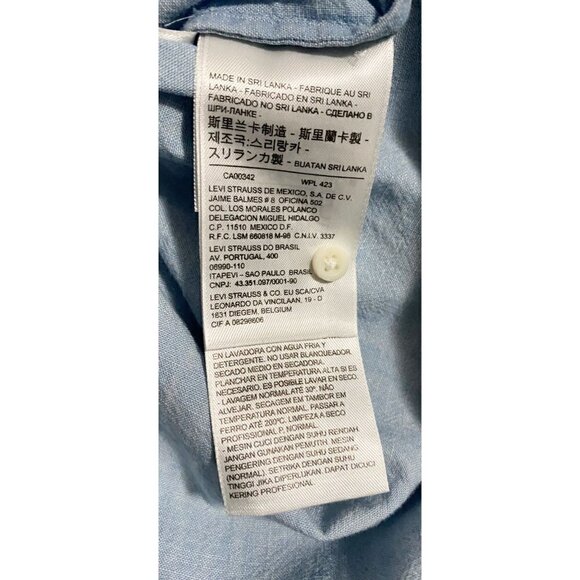 MADE IN SRI LANKA - FABRIQUE AU SRI
LANKA - FABRICADO EN SRI LANKA -
FABRICADO NO SRI LANKA - СДЕЛАНО В
ШРИ-ЛАНКЕ -
斯里兰卡制造 - 斯里蘭卡製 -
제조국:스리랑카 -
スリランカ製 - BUATAN SRI LANKA
CA00342 WPL 423
LEVI STRAUSS DE MEXICO, S.A. DE C.V.
JAIME BALMES # 8 OFICINA 502
COL. LOS MORALES POLANCO
DELEGACION MIGUEL HIDALGO
C.P. 11510 MEXICO D.F.
R.F.C. LSM 660818 M-98 C.N.I.V. 3337
LEVI STRAUSS DO BRASIL
AV. PORTUGAL, 400
06990-110
ITAPEVI - SAO PAULO BRASIL
CNPJ: 43.351.097/0001-90
LEVI STRAUSS & CO. EU SCA/CVA
LEONARDO DA VINCILAAN, 19 - D
1831 DIEGEM, BELGIUM
CIF A 08296606
EN LAVADORA CON AGUA FRIA Y
DETERGENTE. NO USAR BLANQUEADOR.
SECADO MEDIO EN SECADORA.
PLANCHAR EN TEMPERATURA ALTA SI ES
NECESARIO. ES POSIBLE LAVAR EN SECO.
- LAVAGEM NORMAL ATÉ 30º. NÃO
ALVEJAR. SECAGEM EM TAMBOR EM
TEMPERATURA NORMAL. PASSAR A
FERRO ATÉ 200ºC. LIMPEZA A SECO
PROFISSIONAL P, NORMAL.
- MESIN CUCI DENGAN SUHU RENDAH.
JANGAN GUNAKAN PEMUTIH. MESIN
PENGERING DENGAN SUHU SEDANG
(NORMAL). SETRIKA DENGAN SUHU
TINGGI JIKA DIPERLUKAN. DAPAT DICUCI
KERING PROFESIONAL